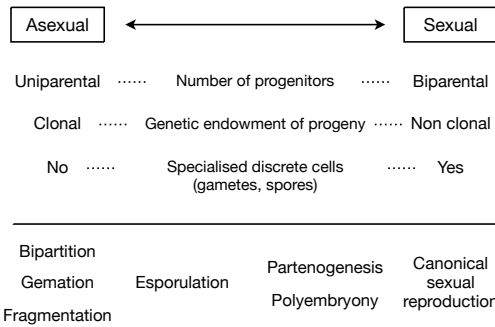 Asexual Sexual
Uniparental ...... Number of progenitors ...... Biparental
Clonal ...... Genetic endowment of progeny ...... Non clonal
No ...... Specialised discrete cells ...... Yes
(gametes, spores)
Bipartition
Gemation
Fragmentation
Esporulation
Partenogenesis
Polyembryony
Canonical
sexual
reproduction